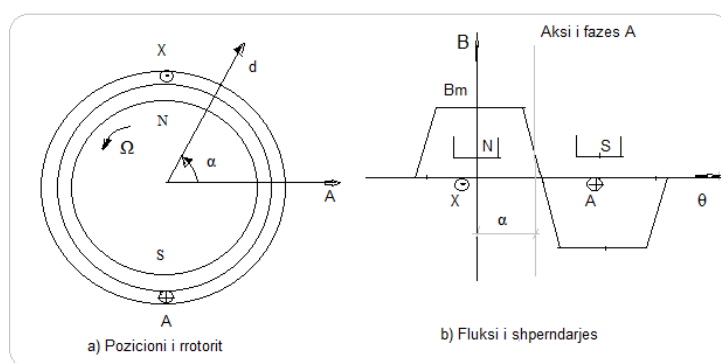 X
d
N
Ω
α
A
S
A
a) Pozicioni i rrotorit
Aksi i fazes A
B
Bm
N
S
X
A
θ
α
b) Fluksi i shperndarjes